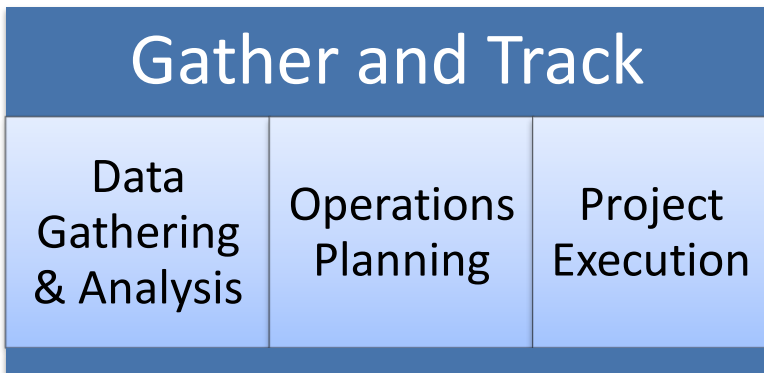 Gather and Track
Data
Gathering
& Analysis
Operations
Planning
Project
Execution